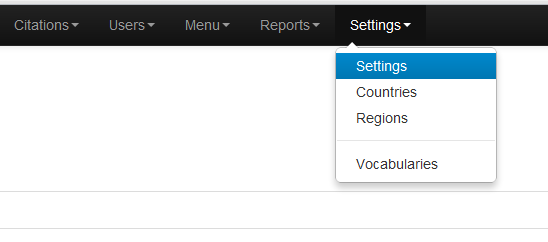 Citations Users Menu Reports Settings
Settings
Countries
Regions
Vocabularies